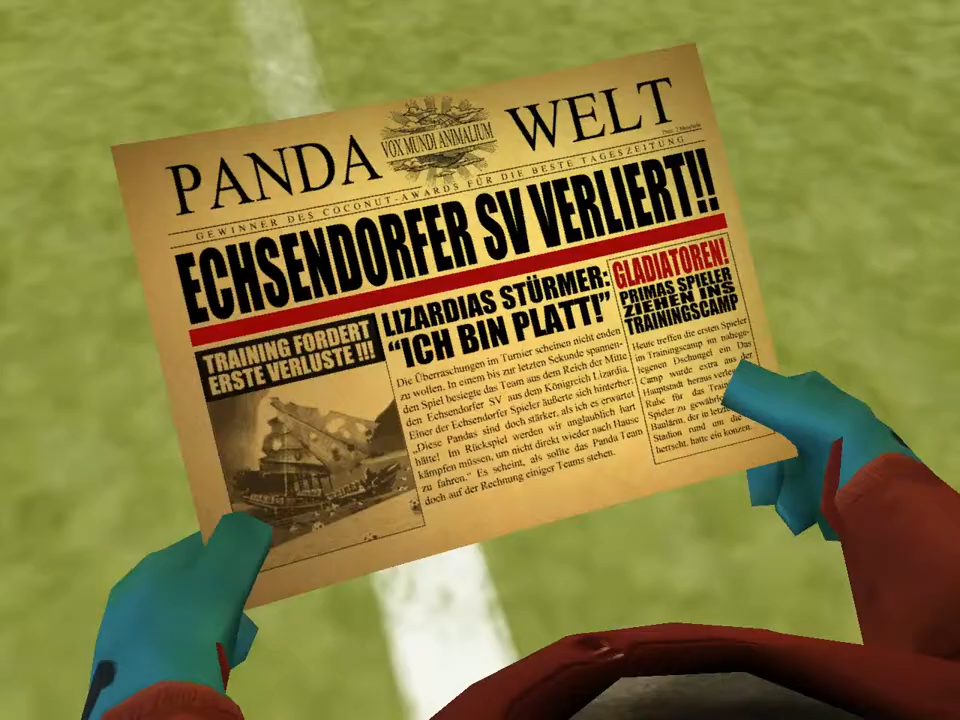 PANDA WELT
VOX MUNDI ANIMALIUM
GEWINNER DES COCONUT-AWARDS FÜR DIE BESTE TAGESZEITUNG
ECHSENDORFER SV VERLIERT!!
TRAINING FORDERT
ERSTE VERLUSTE !!!
LIZARDIAS STÜRMER:
“ICH BIN PLATT!”
Die Überraschungen im Turnier scheinen nicht enden
zu wollen. In einem bis zur letzten Sekunde spannen-
den Spiel besiegte das Team aus dem Reich der Mitte
den Echsendorfer SV aus dem Königreich Lizardia.
Einer der Echsendorfer Spieler äußerte sich hinterher:
„Diese Pandas sind doch stärker, als ich es erwartet
hätte! Im Rückspiel werden wir unglaublich hart
kämpfen müssen, um nicht direkt wieder nach Hause
zu fahren.“ Es scheint, als sollte das Panda Team
doch auf der Rechnung einiger Teams stehen.
GLADIATOREN!
PRIMAS SPIELER
ZIEHEN INS
TRAININGSCAMP
Heute treffen die ersten Spieler
im Trainingscamp im nahege-
legenen Dschungel ein. Das
Camp wurde extra aus der
Hauptstadt heraus
Ruhe für das
Spieler zu
der in
Stadion rund um die
herrscht, hatte ein